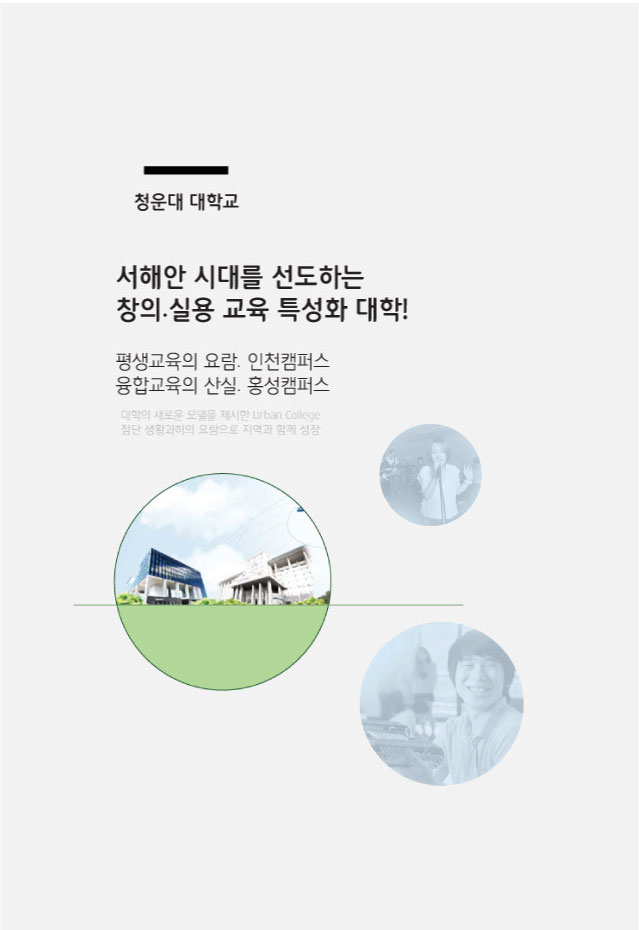 청운대 대학교
서해안 시대를 선도하는
창의·실용 교육 특성화 대학!
평생교육의 요람. 인천캠퍼스
융합교육의 산실. 홍성캠퍼스
대학의 새로운 모델을 제시한 Urban College
첨단 생활과하의 요람으로 지역과 함께 성장